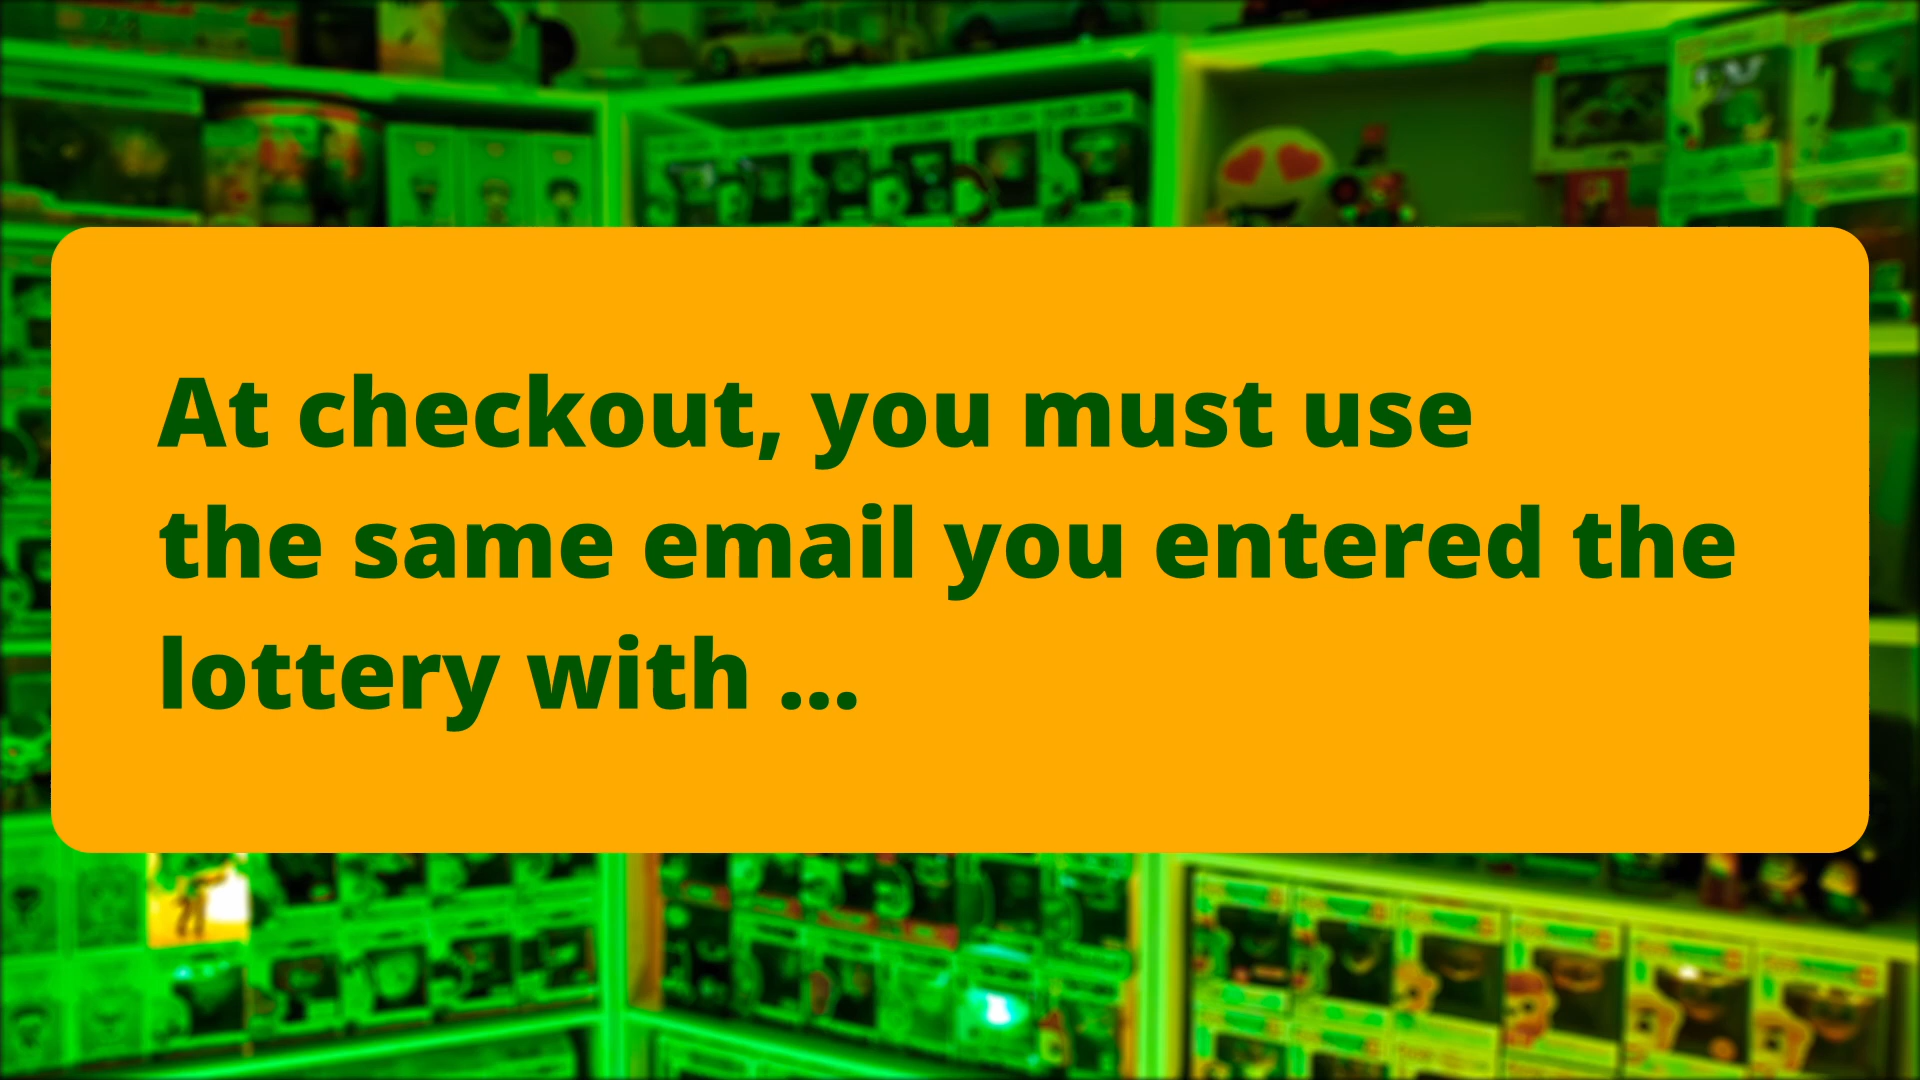 At checkout, you must use
the same email you entered the
lottery with ...